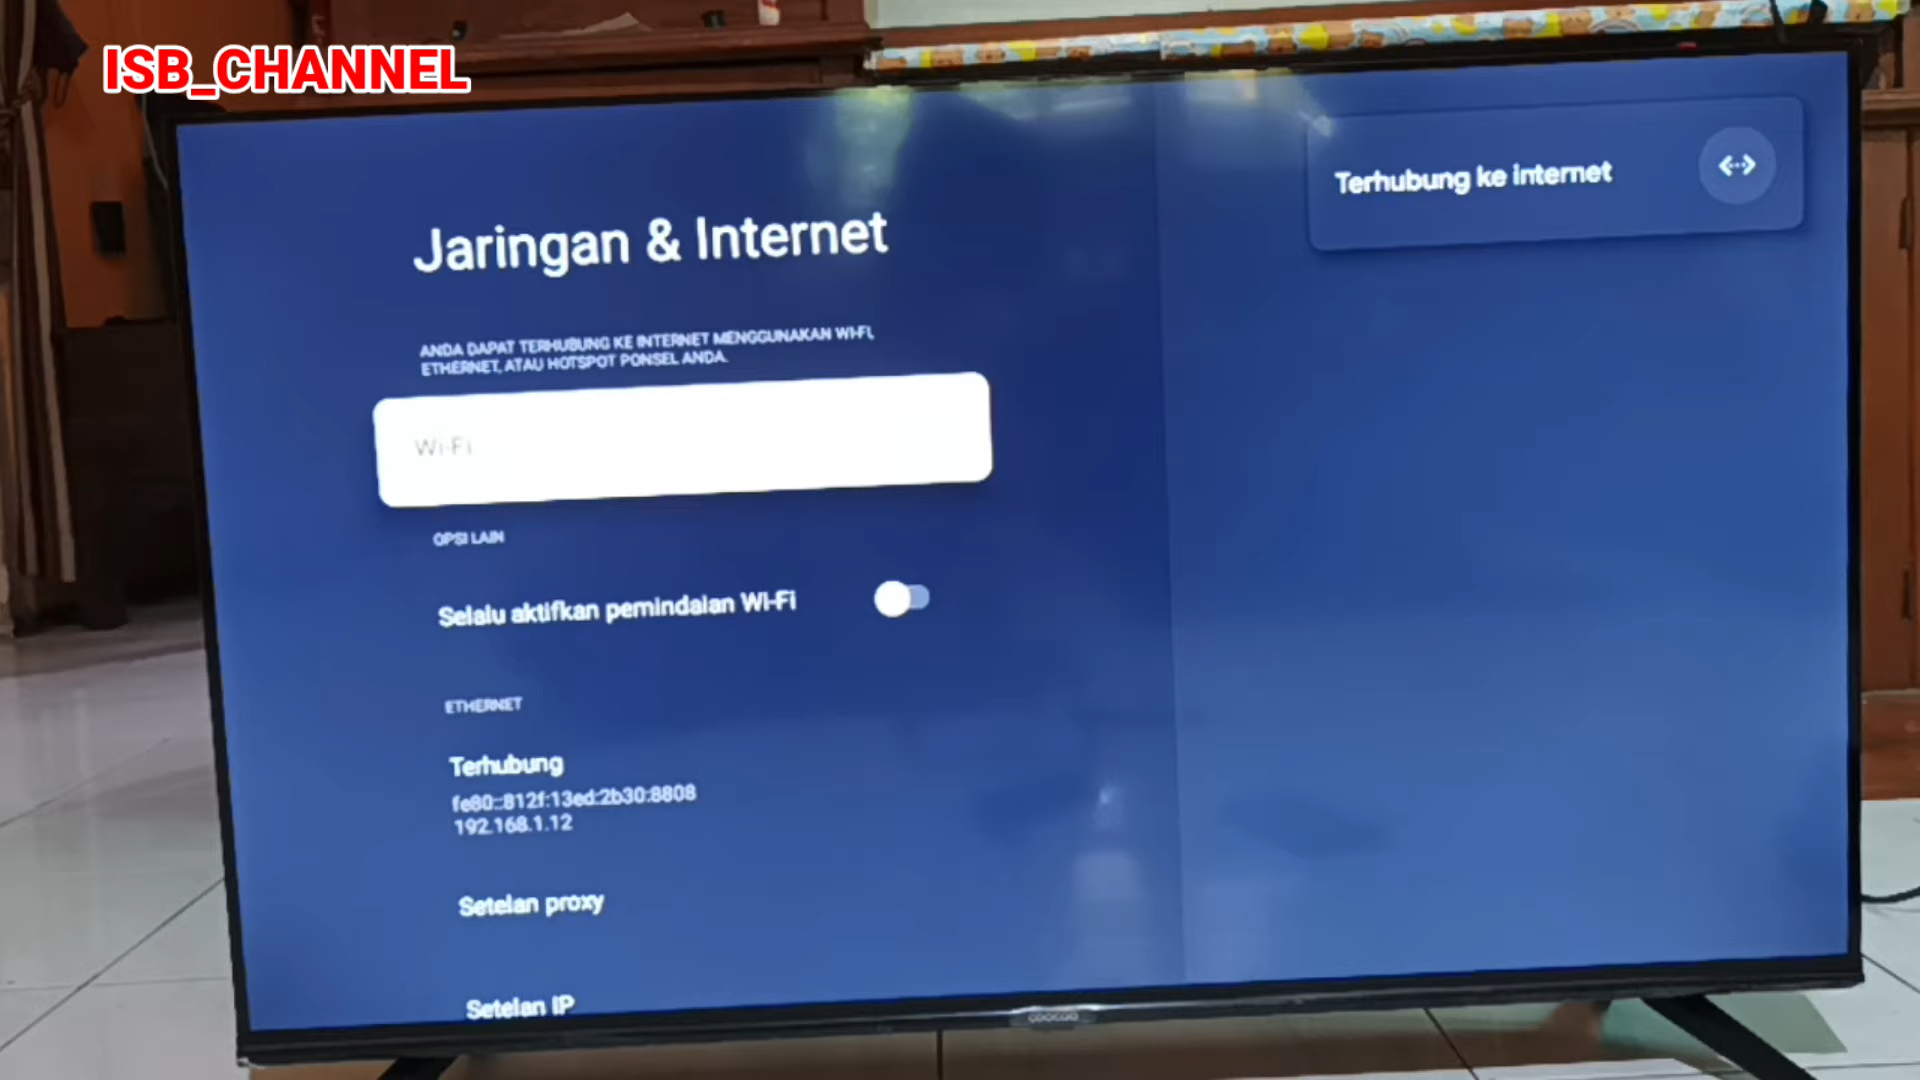 ISB_CHANNEL
Terhubung ke internet
Jaringan & Internet
ANDA DAPAT TERHUBUNG KE INTERNET MENGGUNAKAN WI-FI,
ETHERNET, ATAU HOTSPOT PONSEL ANDA.
Wi-Fi
OPSI LAIN
Selalu aktifkan pemindaian Wi-Fi
ETHERNET
Terhubung
fe80::812f:13ed:2b30:8808
192.168.1.12
Setelan proxy
Setelan IP
coocaa